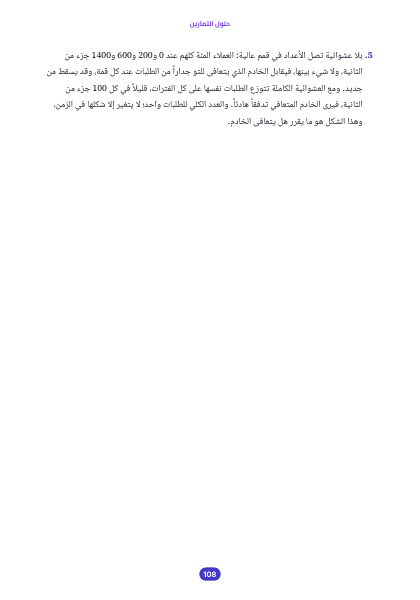 حلول التمارين
5. بلا عشوائية تصل الأعداد في قمم عالية: العملاء المئة كلهم عند 0 و200 و600 و1400 جزء من
الثانية، ولا شيء بينها، فيقابل الخادم الذي يتعافى للتو جداراً من الطلبات عند كل قمة، وقد يسقط من
جديد. ومع العشوائية الكاملة تتوزع الطلبات نفسها على كل الفترات، قليلاً في كل 100 جزء من
الثانية، فيرى الخادم المتعافي تدفقاً هادئاً. والعدد الكلي للطلبات واحد؛ لا يتغير إلا شكلها في الزمن،
وهذا الشكل هو ما يقرر هل يتعافى الخادم.
108